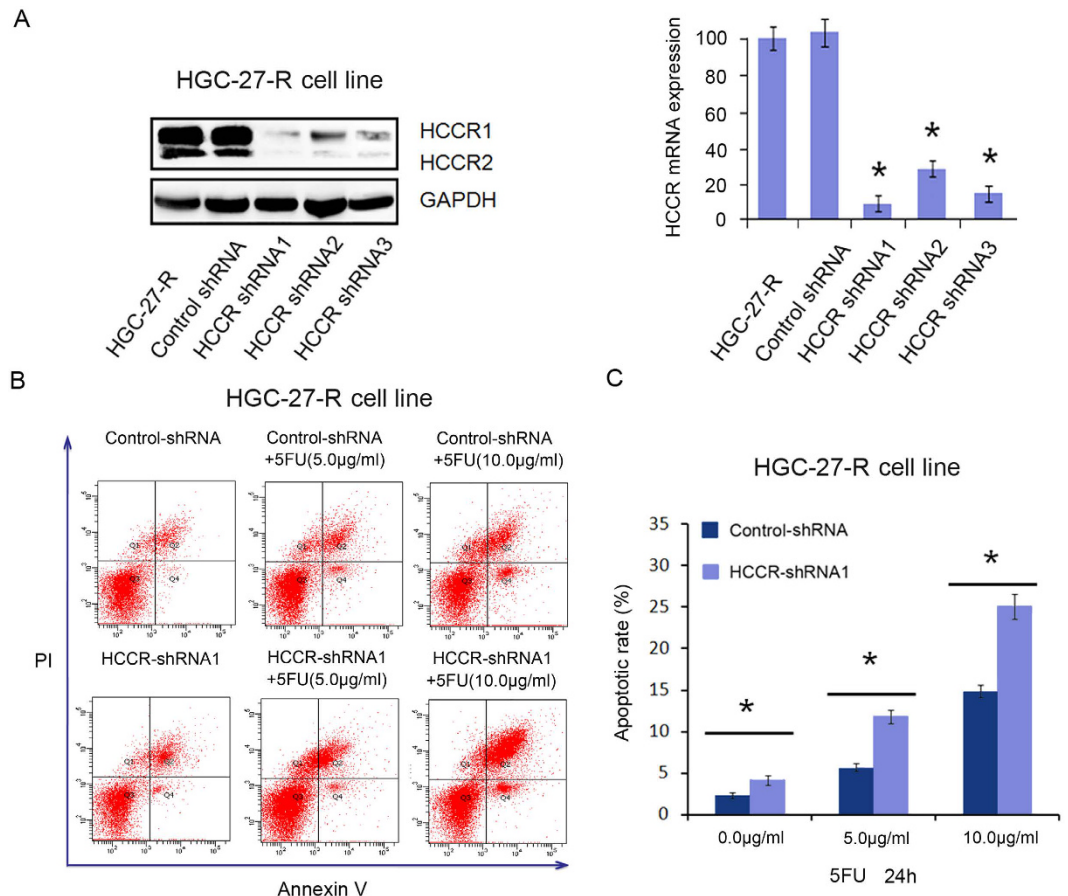 A
HGC-27-R cell line
HCCR1
HCCR2
GAPDH
HGC-27-R
Control shRNA
HCCR shRNA1
HCCR shRNA2
HCCR shRNA3
HCCR mRNA expression
100
80
60
40
20
0
*
*
*
HGC-27-R
Control shRNA
HCCR shRNA1
HCCR shRNA2
HCCR shRNA3
B
HGC-27-R cell line
Control-shRNA
Control-shRNA
+5FU(5.0µg/ml)
Control-shRNA
+5FU(10.0µg/ml)
PI
HCCR-shRNA1
HCCR-shRNA1
+5FU(5.0µg/ml)
HCCR-shRNA1
+5FU(10.0µg/ml)
Annexin V
C
HGC-27-R cell line
Control-shRNA
HCCR-shRNA1
Apoptotic rate (%)
35
30
25
20
15
10
5
0
*
*
*
0.0µg/ml 5.0µg/ml 10.0µg/ml
5FU 24h